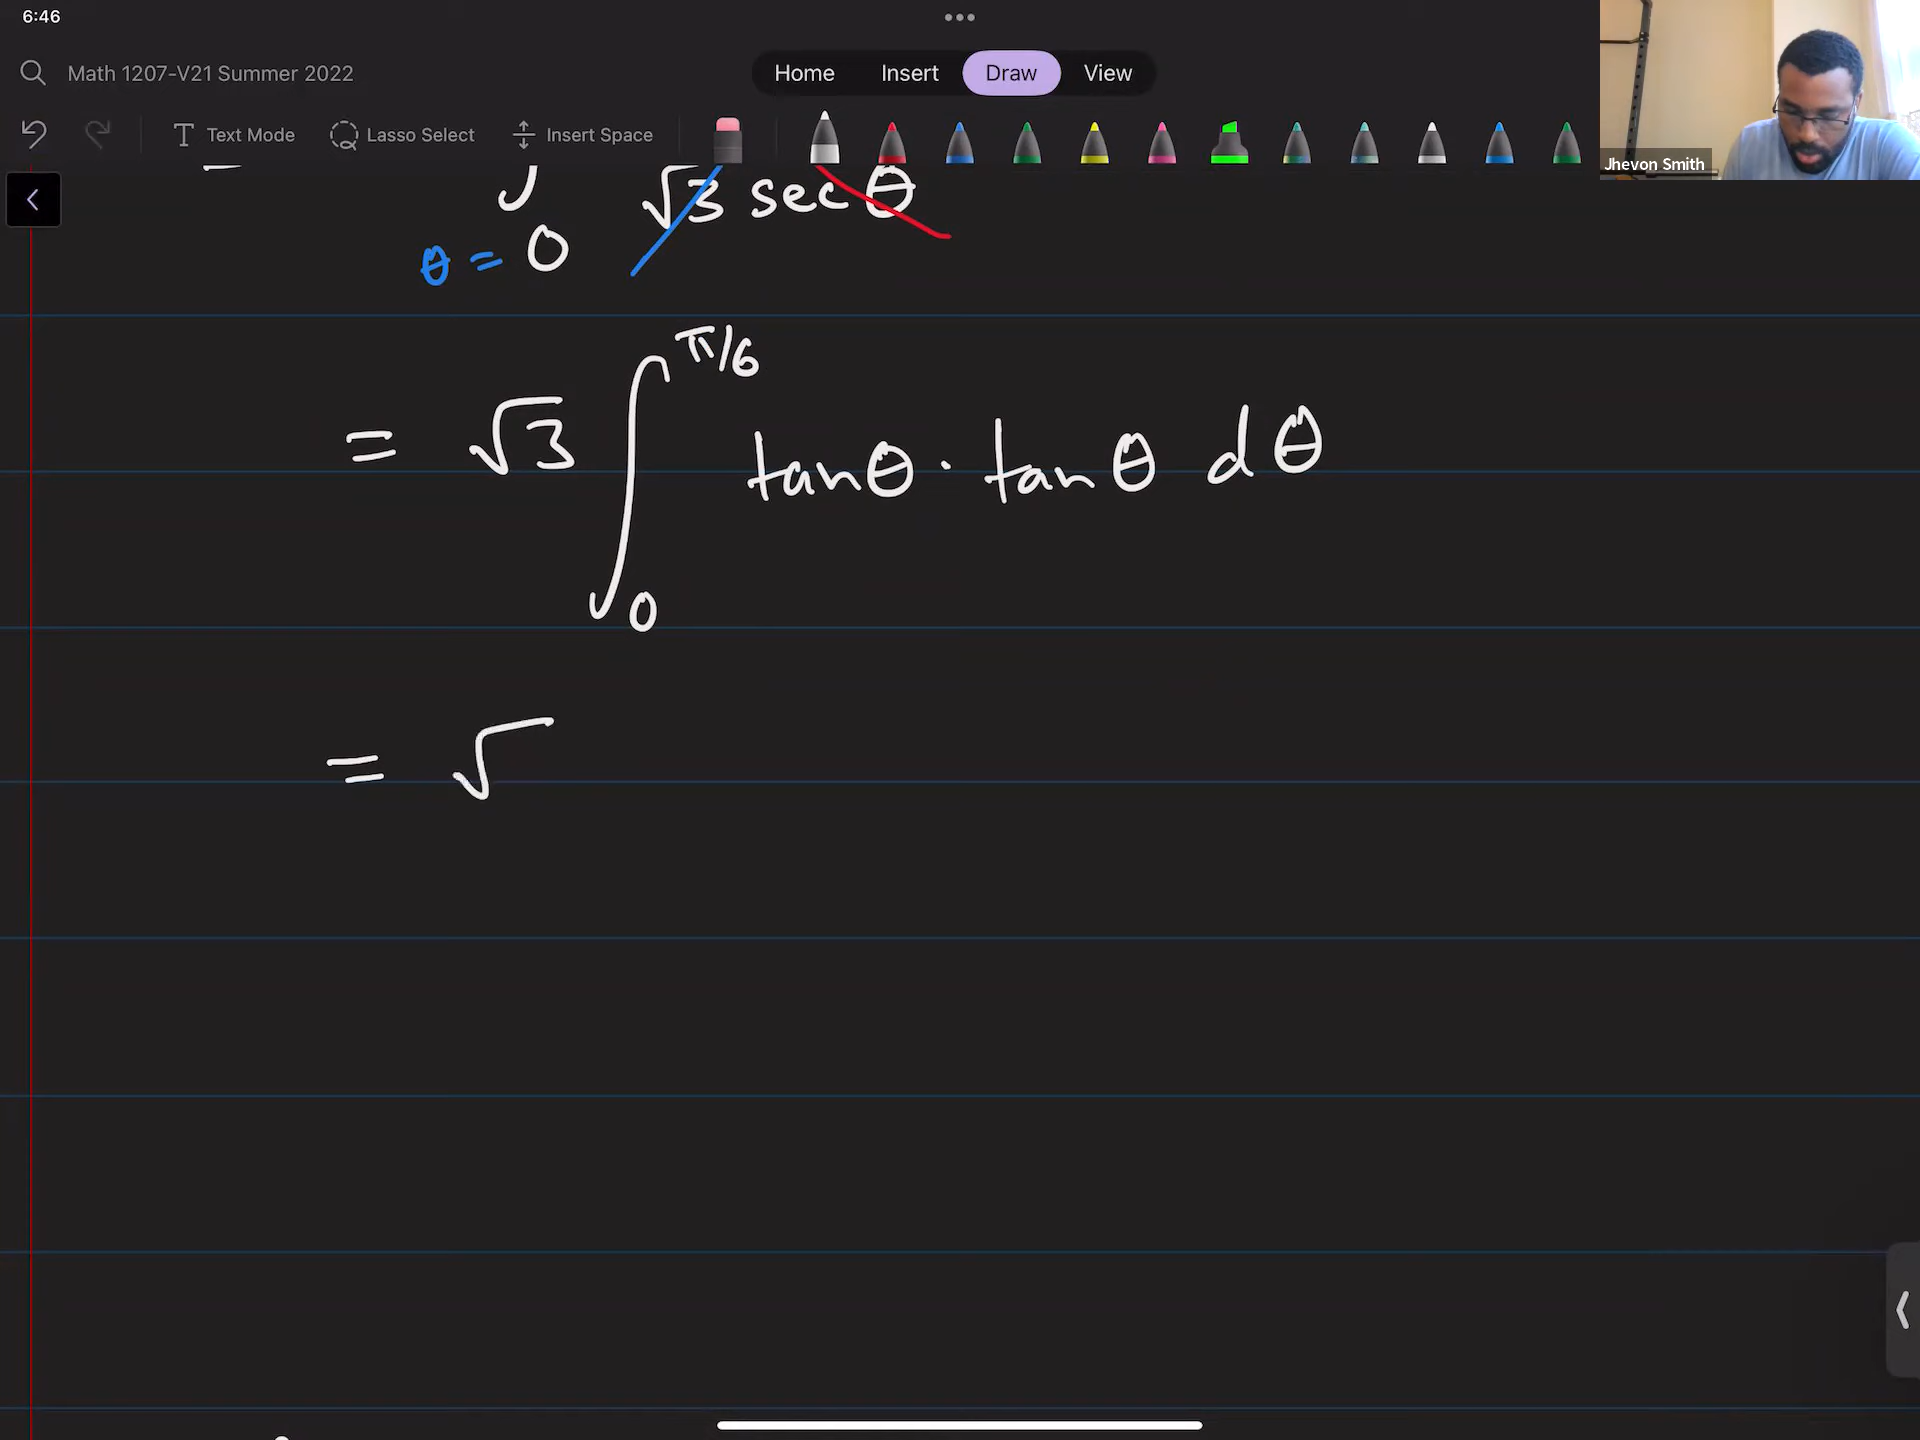 6:46
Math 1207-V21 Summer 2022
Home Insert Draw View
Text Mode Lasso Select Insert Space
Jhevon Smith
√3 sec θ
θ = 0
= √3 ∫₀^{π/6} tanθ · tanθ dθ
= √